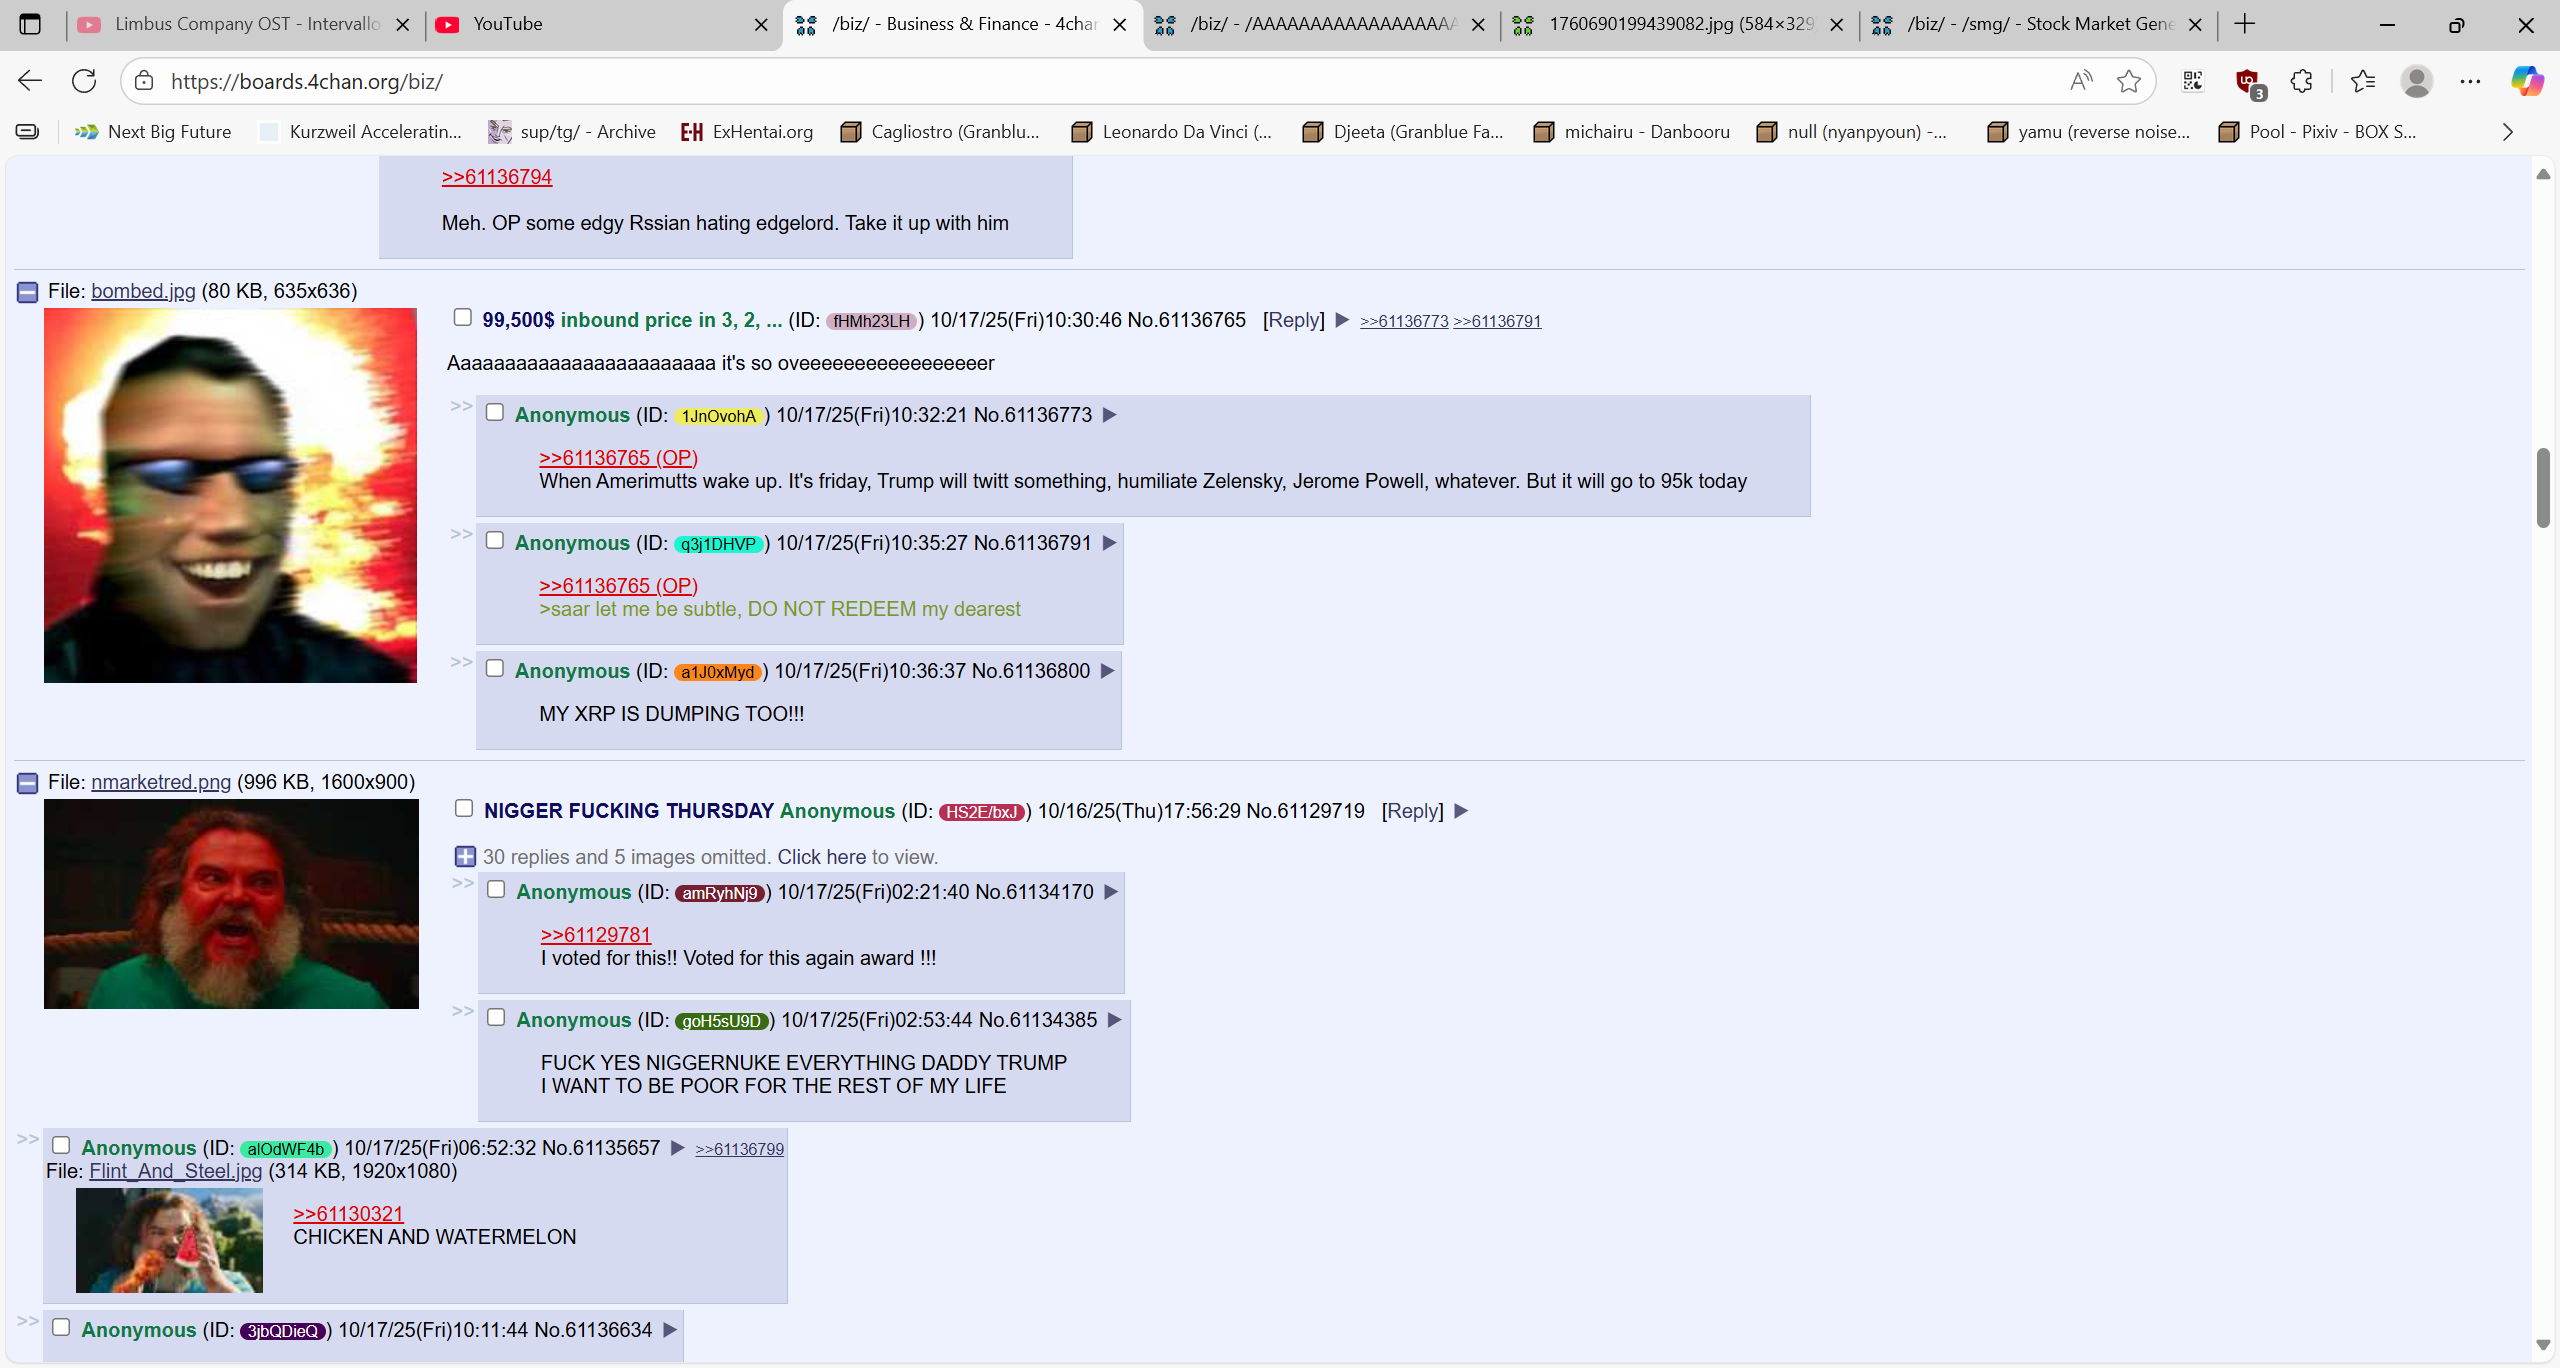 Limbus Company OST - Intervallo
YouTube
/biz/ - Business & Finance - 4chan
/biz/ - /AAAAAAAAAAAAAAAAAA
1760690199439082.jpg (584×329
/biz/ - /smg/ - Stock Market Gene
https://boards.4chan.org/biz/
3
Next Big Future
Kurzweil Acceleratin...
sup/tg/ - Archive
E-H ExHentai.org
Cagliostro (Granblu...
Leonardo Da Vinci (...
Djeeta (Granblue Fa...
michairu - Danbooru
null (nyanpyoun) -...
yamu (reverse noise...
Pool - Pixiv - BOX S...
>>61136794
Meh. OP some edgy Rssian hating edgelord. Take it up with him
File: bombed.jpg (80 KB, 635x636)
99,500$ inbound price in 3, 2, ... (ID: fHMh23LH ) 10/17/25(Fri)10:30:46 No.61136765 [Reply] ▶ >>61136773 >>61136791
Aaaaaaaaaaaaaaaaaaaaaaaa it's so oveeeeeeeeeeeeeeeeer
>> Anonymous (ID: 1JnOvohA ) 10/17/25(Fri)10:32:21 No.61136773 ▶
>>61136765 (OP)
When Amerimutts wake up. It's friday, Trump will twitt something, humiliate Zelensky, Jerome Powell, whatever. But it will go to 95k today
>> Anonymous (ID: q3j1DHVP ) 10/17/25(Fri)10:35:27 No.61136791 ▶
>>61136765 (OP)
>saar let me be subtle, DO NOT REDEEM my dearest
>> Anonymous (ID: a1J0xMyd ) 10/17/25(Fri)10:36:37 No.61136800 ▶
MY XRP IS DUMPING TOO!!!
File: nmarketred.png (996 KB, 1600x900)
NIGGER FUCKING THURSDAY Anonymous (ID: HS2E/bxJ ) 10/16/25(Thu)17:56:29 No.61129719 [Reply] ▶
30 replies and 5 images omitted. Click here to view.
>> Anonymous (ID: amRyhNj9 ) 10/17/25(Fri)02:21:40 No.61134170 ▶
>>61129781
I voted for this!! Voted for this again award !!!
>> Anonymous (ID: goH5sU9D ) 10/17/25(Fri)02:53:44 No.61134385 ▶
FUCK YES NIGGERNUKE EVERYTHING DADDY TRUMP
I WANT TO BE POOR FOR THE REST OF MY LIFE
>> Anonymous (ID: alOdWF4b ) 10/17/25(Fri)06:52:32 No.61135657 ▶ >>61136799
File: Flint_And_Steel.jpg (314 KB, 1920x1080)
>>61130321
CHICKEN AND WATERMELON
>> Anonymous (ID: 3jbQDieQ ) 10/17/25(Fri)10:11:44 No.61136634 ▶